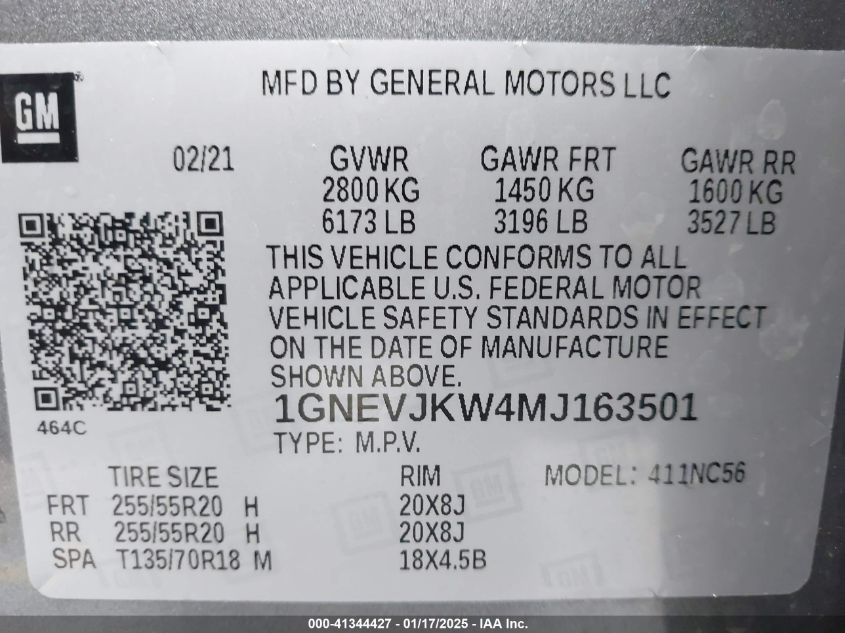 MFD BY GENERAL MOTORS LLC
GM
02/21 GVWR GAWR FRT GAWR RR
2800 KG 1450 KG 1600 KG
6173 LB 3196 LB 3527 LB
THIS VEHICLE CONFORMS TO ALL
APPLICABLE U.S. FEDERAL MOTOR
VEHICLE SAFETY STANDARDS IN EFFECT
ON THE DATE OF MANUFACTURE
SHOWN ABOVE.
464C
1GNEVJKW4MJ163501
TYPE: M.P.V.
TIRE SIZE RIM MODEL: 411NC56
FRT 255/55R20 H 20X8J
RR 255/55R20 H 20X8J
SPA T135/70R18 M 18X4.5B
000-41344427 - 01/17/2025 - IAA Inc.